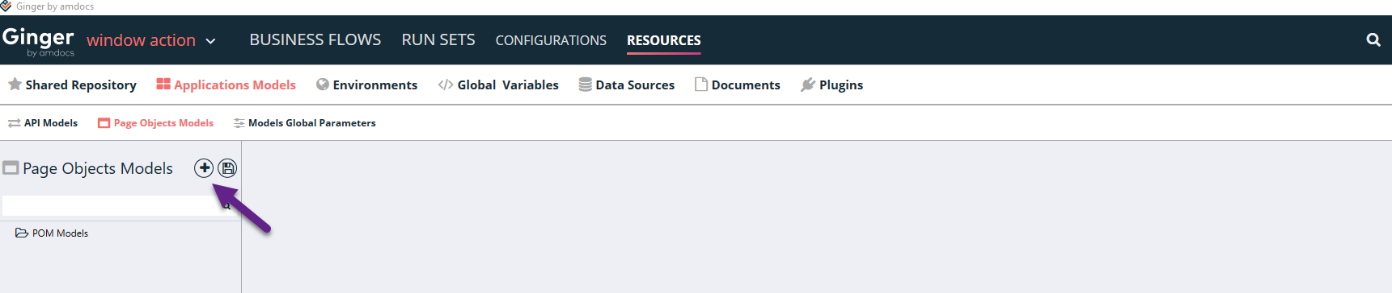 Ginger by amdocs
Ginger by amdocs window action BUSINESS FLOWS RUN SETS CONFIGURATIONS RESOURCES
Shared Repository Applications Models Environments Global Variables Data Sources Documents Plugins
API Models Page Objects Models Models Global Parameters
Page Objects Models
POM Models